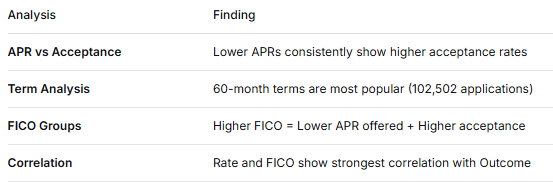 Analysis Finding
APR vs Acceptance Lower APRs consistently show higher acceptance rates
Term Analysis 60-month terms are most popular (102,502 applications)
FICO Groups Higher FICO = Lower APR offered + Higher acceptance
Correlation Rate and FICO show strongest correlation with Outcome